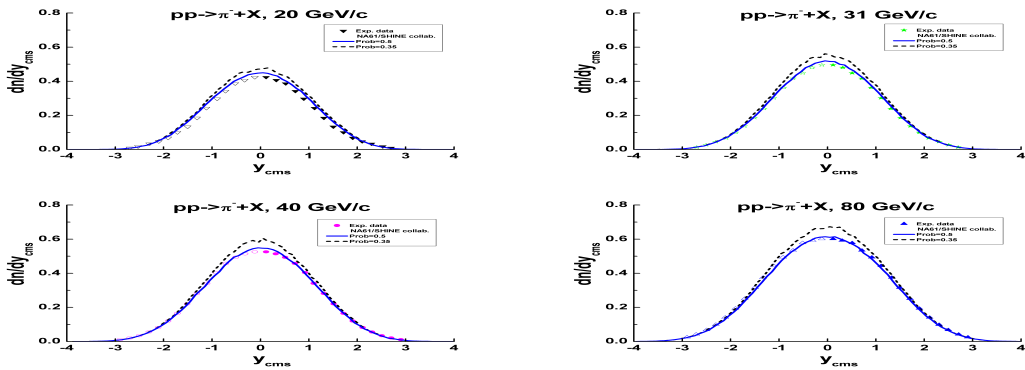 pp->π⁻+X, 20 GeV/c
Exp. data
NA61/SHINE collab.
Prob=0.5
Prob=0.35
dn/dy_cms
0.8
0.6
0.4
0.2
0.0
-4 -3 -2 -1 0 1 2 3 4
y_cms
pp->π⁻+X, 31 GeV/c
Exp. data
NA61/SHINE collab.
Prob=0.5
Prob=0.35
dn/dy_cms
0.8
0.6
0.4
0.2
0.0
-4 -3 -2 -1 0 1 2 3 4
y_cms
pp->π⁻+X, 40 GeV/c
Exp. data
NA61/SHINE collab.
Prob=0.5
Prob=0.35
dn/dy_cms
0.8
0.6
0.4
0.2
0.0
-4 -3 -2 -1 0 1 2 3 4
y_cms
pp->π⁻+X, 80 GeV/c
Exp. data
NA61/SHINE collab.
Prob=0.5
Prob=0.35
dn/dy_cms
0.8
0.6
0.4
0.2
0.0
-4 -3 -2 -1 0 1 2 3 4
y_cms